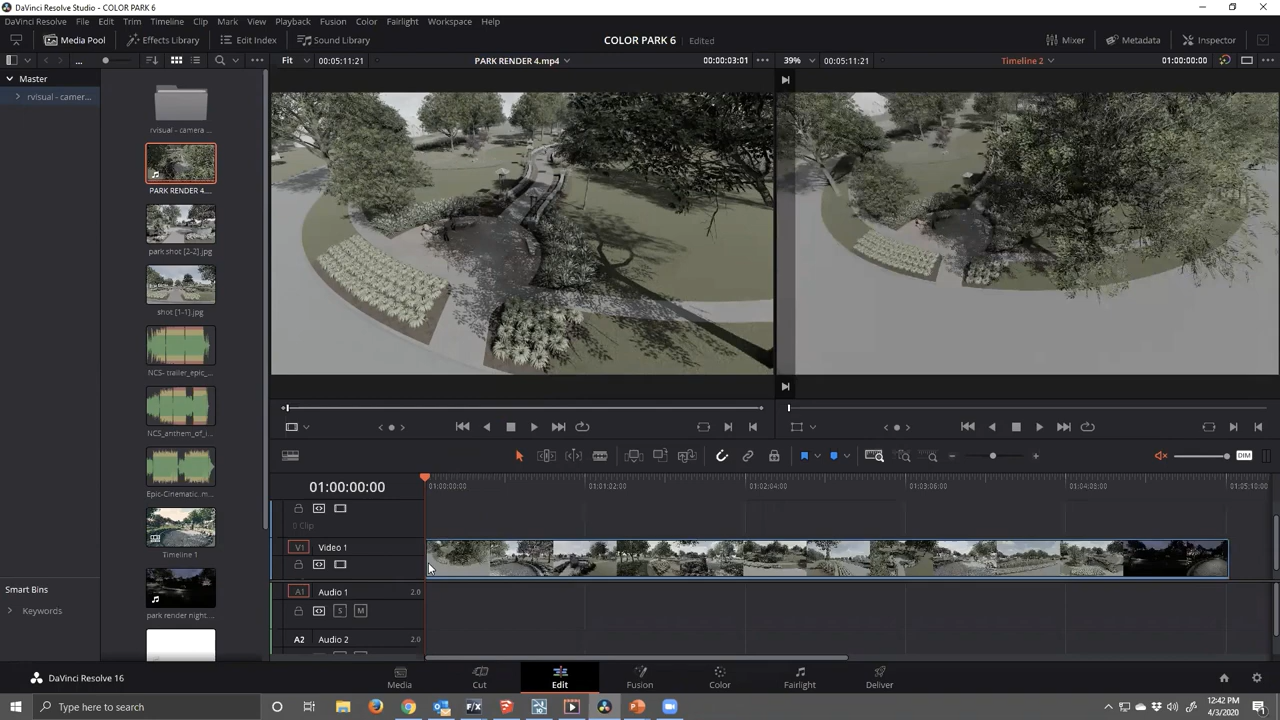 DaVinci Resolve Studio - COLOR PARK 6
DaVinci Resolve File Edit Trim Timeline Clip Mark View Playback Fusion Color Fairlight Workspace Help
Media Pool Effects Library Edit Index Sound Library COLOR PARK 6 Edited Mixer Metadata Inspector
... Fit 00:05:11:21 PARK RENDER 4.mp4 00:00:03:01 39% 00:05:11:21 Timeline 2 01:00:00:00
Master
rvisual - camer...
rvisual - camera ...
PARK RENDER 4....
park shot [2-2].jpg
shot [1-1].jpg
NCS- trailer_epic_...
NCS_anthem_of_i...
Epic-Cinematic..m...
Timeline 1
park render night...
Smart Bins
Keywords
DIM
01:00:00:00
01:00:00:00 01:01:02:00 01:02:04:00 01:03:06:00 01:04:08:00 01:05:10:00
0 Clip
V1 Video 1
A1 Audio 1 2.0
S M
A2 Audio 2 2.0
DaVinci Resolve 16
Media Cut Edit Fusion Color Fairlight Deliver
Type here to search
12:42 PM
4/3/2020